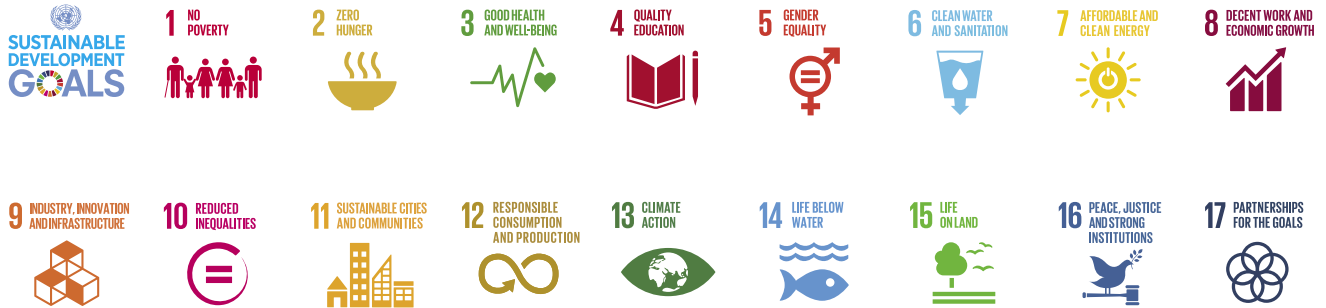 SUSTAINABLE
DEVELOPMENT
GOALS
1 NO
POVERTY
2 ZERO
HUNGER
3 GOOD HEALTH
AND WELL-BEING
4 QUALITY
EDUCATION
5 GENDER
EQUALITY
6 CLEAN WATER
AND SANITATION
7 AFFORDABLE AND
CLEAN ENERGY
8 DECENT WORK AND
ECONOMIC GROWTH
9 INDUSTRY, INNOVATION
AND INFRASTRUCTURE
10 REDUCED
INEQUALITIES
11 SUSTAINABLE CITIES
AND COMMUNITIES
12 RESPONSIBLE
CONSUMPTION
AND PRODUCTION
13 CLIMATE
ACTION
14 LIFE BELOW
WATER
15 LIFE
ON LAND
16 PEACE, JUSTICE
AND STRONG
INSTITUTIONS
17 PARTNERSHIPS
FOR THE GOALS